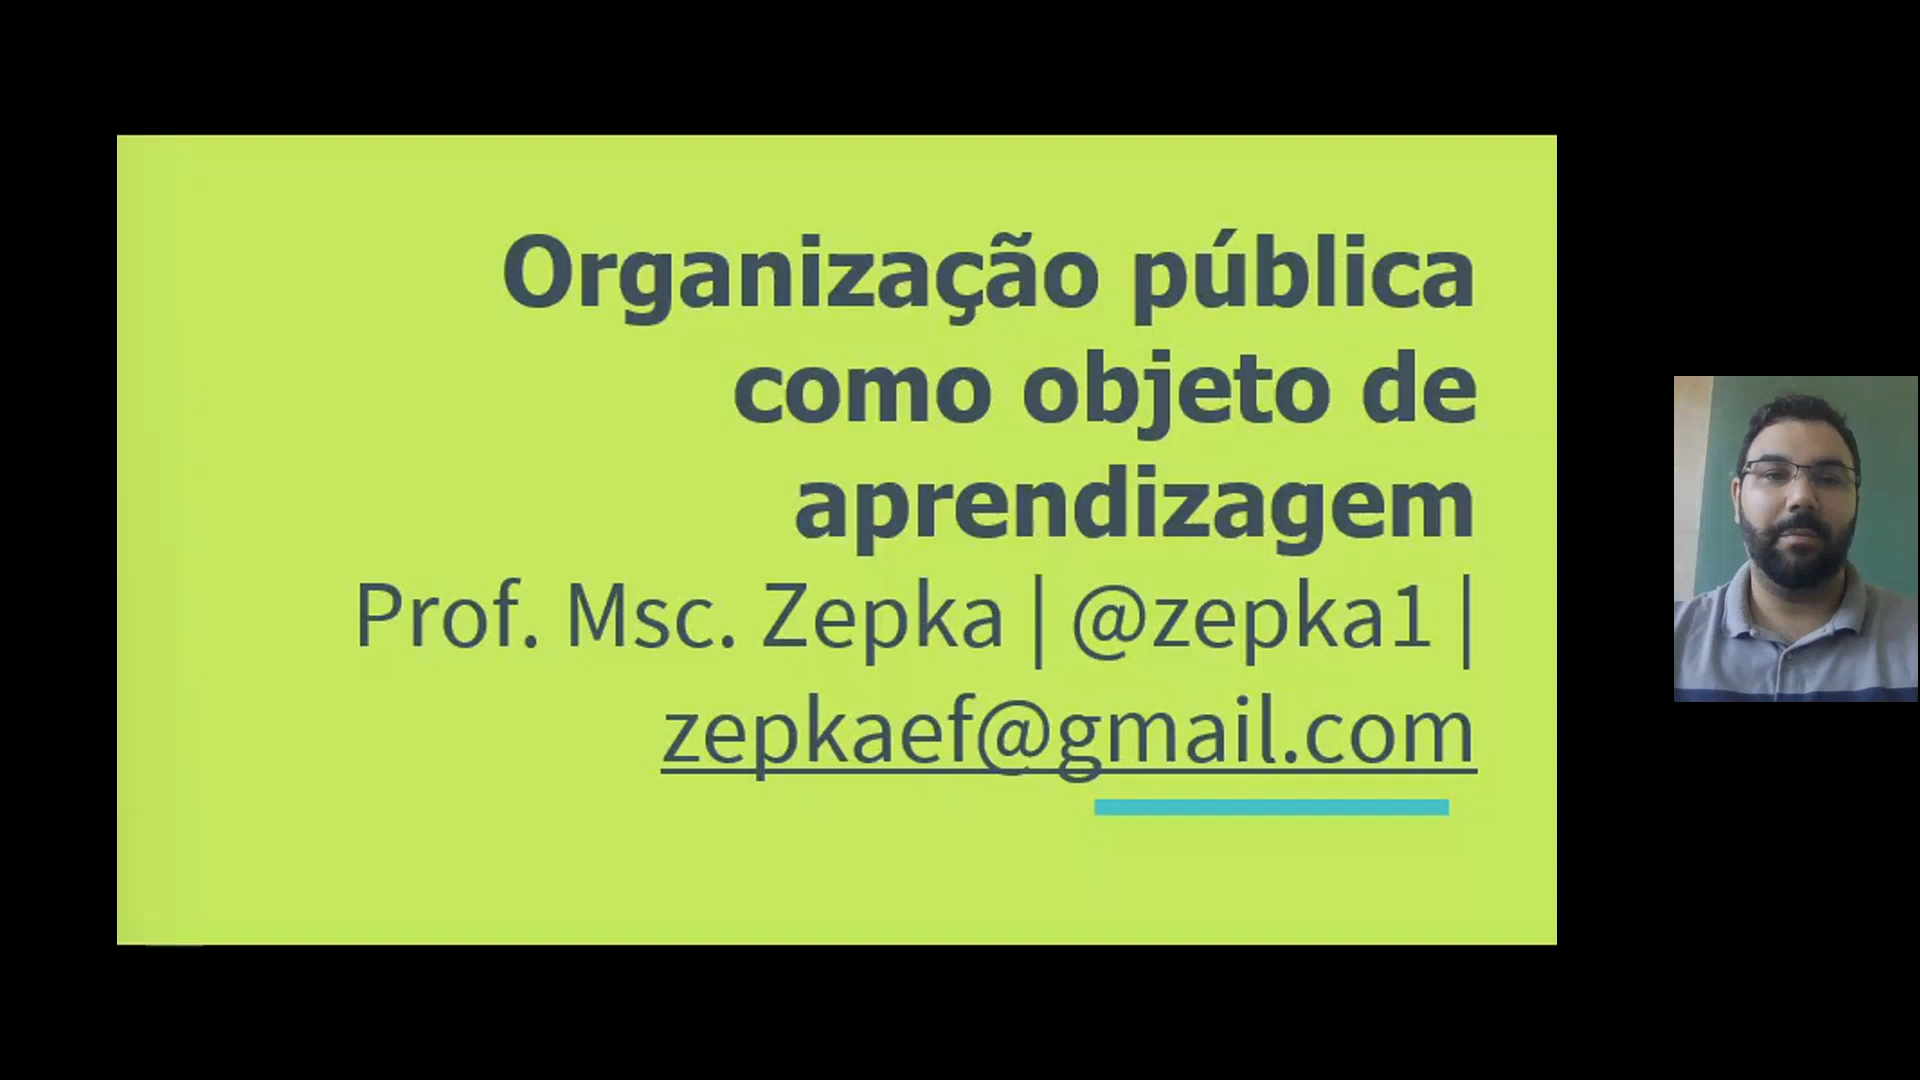 Organização pública
como objeto de
aprendizagem
Prof. Msc. Zepka | @zepka1 |
zepkaef@gmail.com